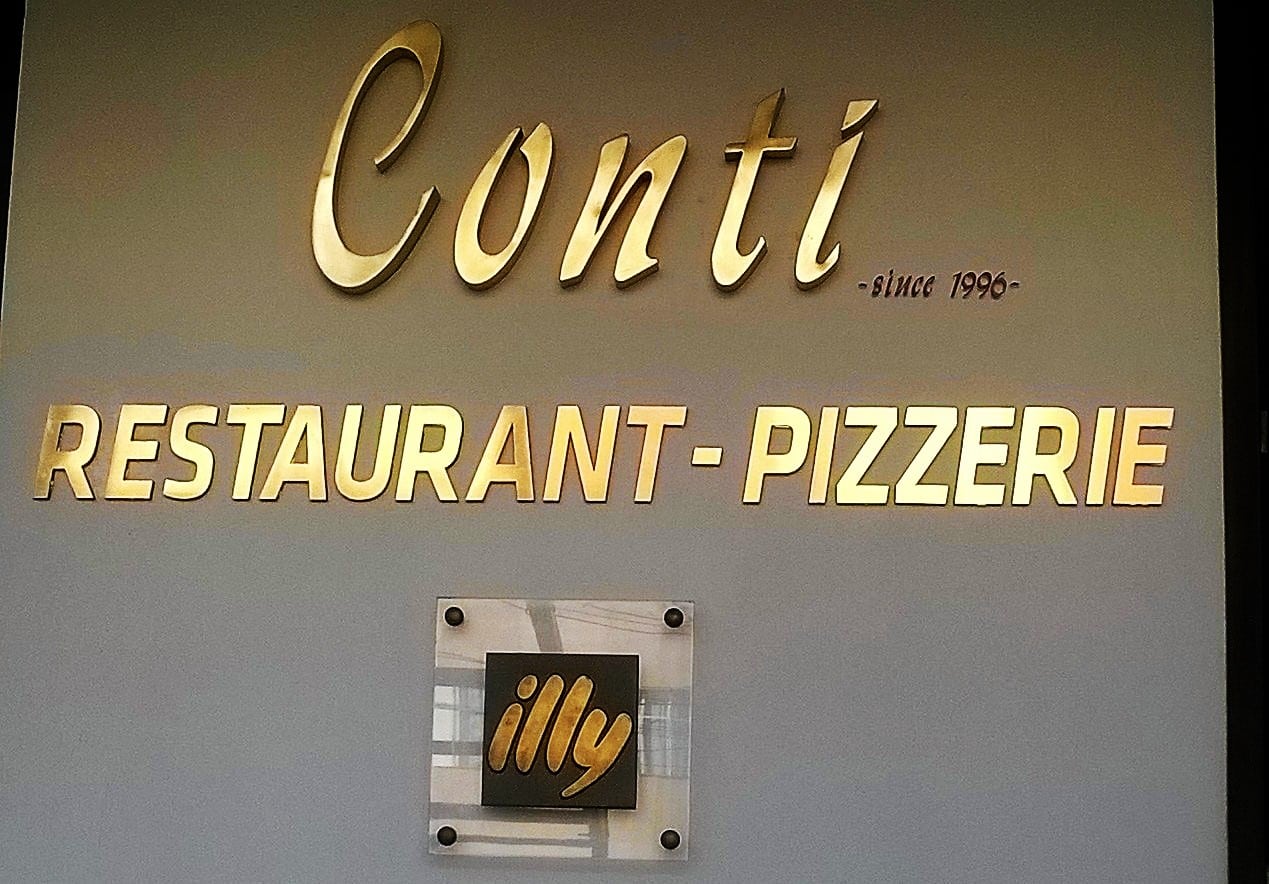 Conti
-since 1996-
RESTAURANT-PIZZERIE
illy